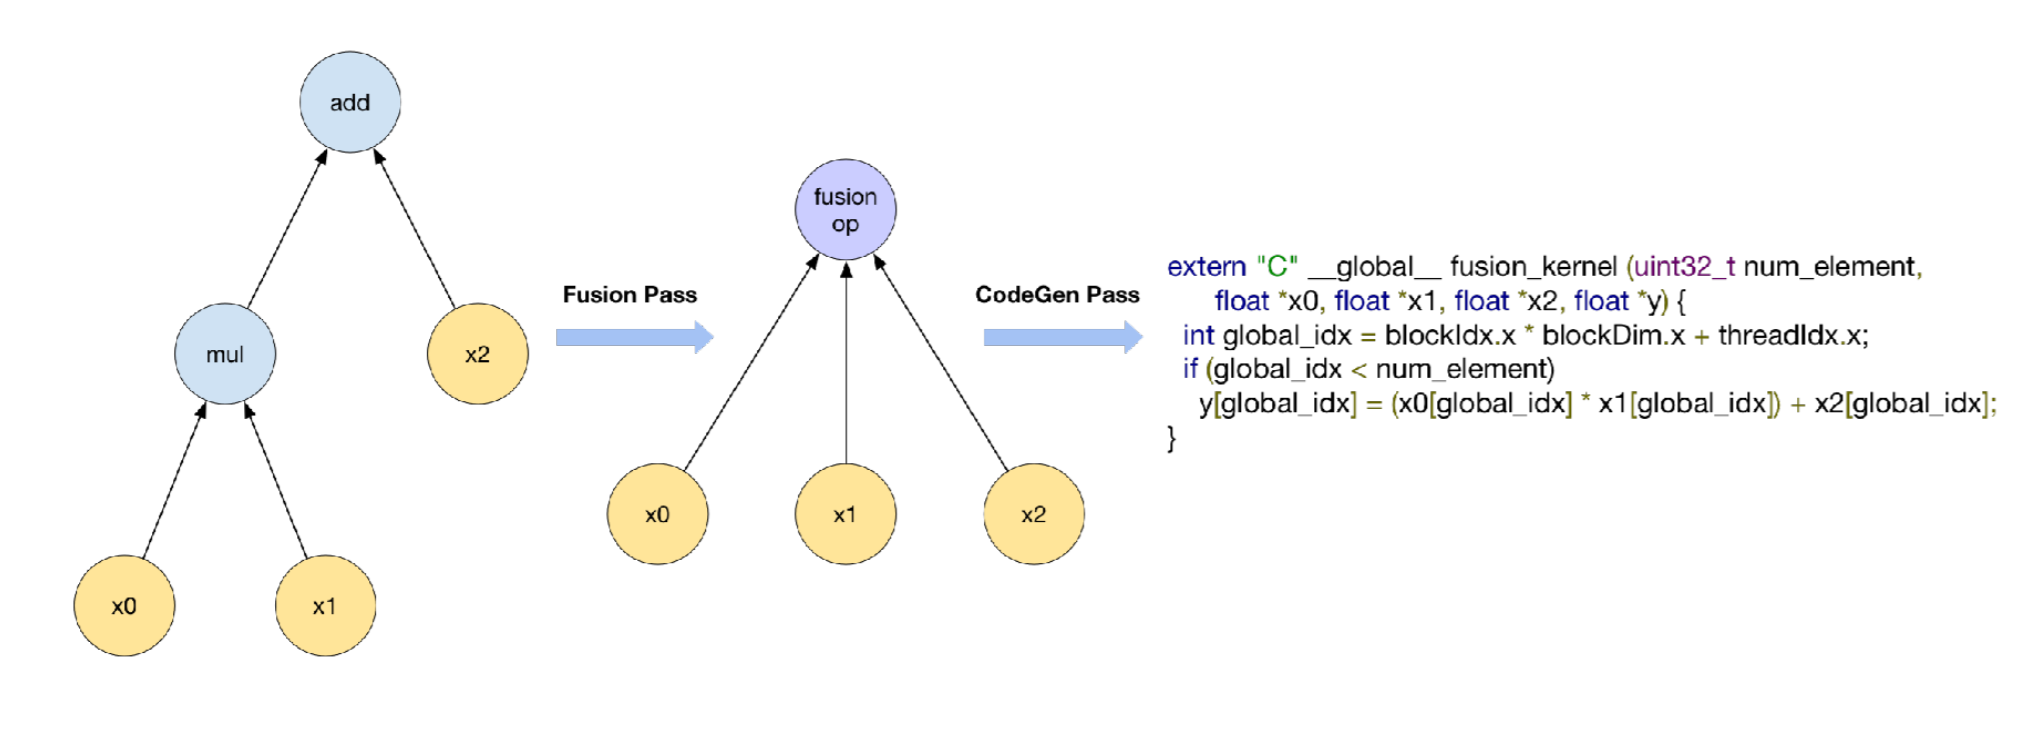 add
mul
x2
x0
x1
Fusion Pass
fusion
op
x0
x1
x2
CodeGen Pass
extern "C" __global__ fusion_kernel (uint32_t num_element,
float *x0, float *x1, float *x2, float *y) {
int global_idx = blockIdx.x * blockDim.x + threadIdx.x;
if (global_idx < num_element)
y[global_idx] = (x0[global_idx] * x1[global_idx]) + x2[global_idx];
}